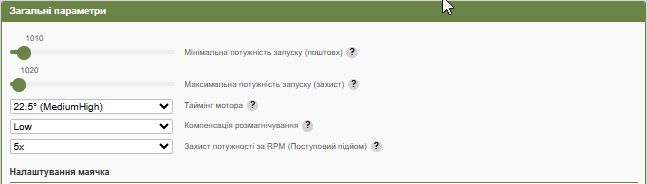 Загальні параметри
1010
Мінімальна потужність запуску (поштовх) ?
1020
Максимальна потужність запуску (захист) ?
22.5° (MediumHigh) Таймінг мотора ?
Low Компенсація розмагнічування ?
5x Захист потужності за RPM (Поступовий підйом) ?
Налаштування маячка